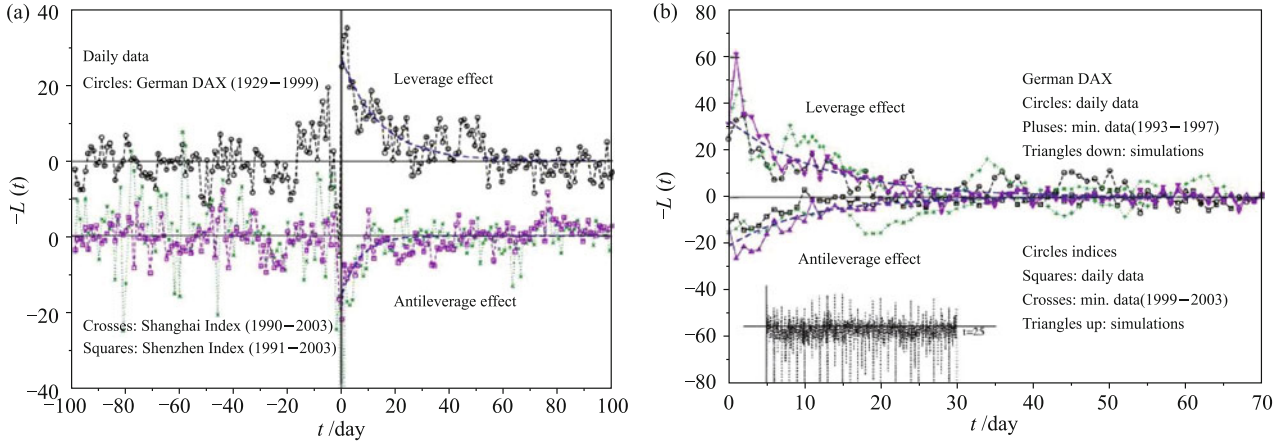 (a)
−L (t)
40
20
0
0
−20
−40
Daily data
Circles: German DAX (1929−1999)
Leverage effect
Antileverage effect
Crosses: Shanghai Index (1990−2003)
Squares: Shenzhen Index (1991−2003)
−100 −80 −60 −40 −20 0 20 40 60 80 100
t /day
(b)
−L (t)
80
60
40
20
0
−20
−40
−60
−80
Leverage effect
German DAX
Circles: daily data
Pluses: min. data(1993−1997)
Triangles down: simulations
Antileverage effect
Circles indices
Squares: daily data
Crosses: min. data(1999−2003)
Triangles up: simulations
0 10 20 30 40 50 60 70
t /day